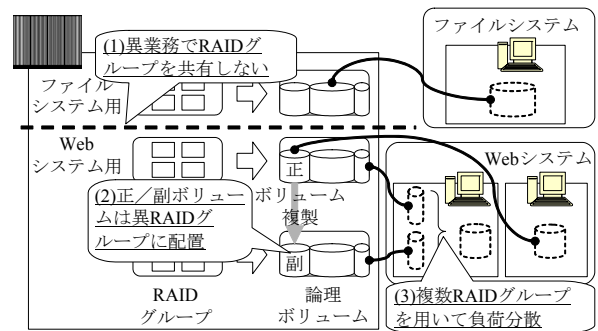 ファイルシステム
(1)異業務でRAIDグ
ループを共有しない
ファイル
システム用
Web
システム用
正
Webシステム
(2)正／副ボリュー
ムは異RAIDグ
ループに配置
ボリューム
複製
副
RAID
グループ
論理
ボリューム
(3)複数RAIDグループ
を用いて負荷分散